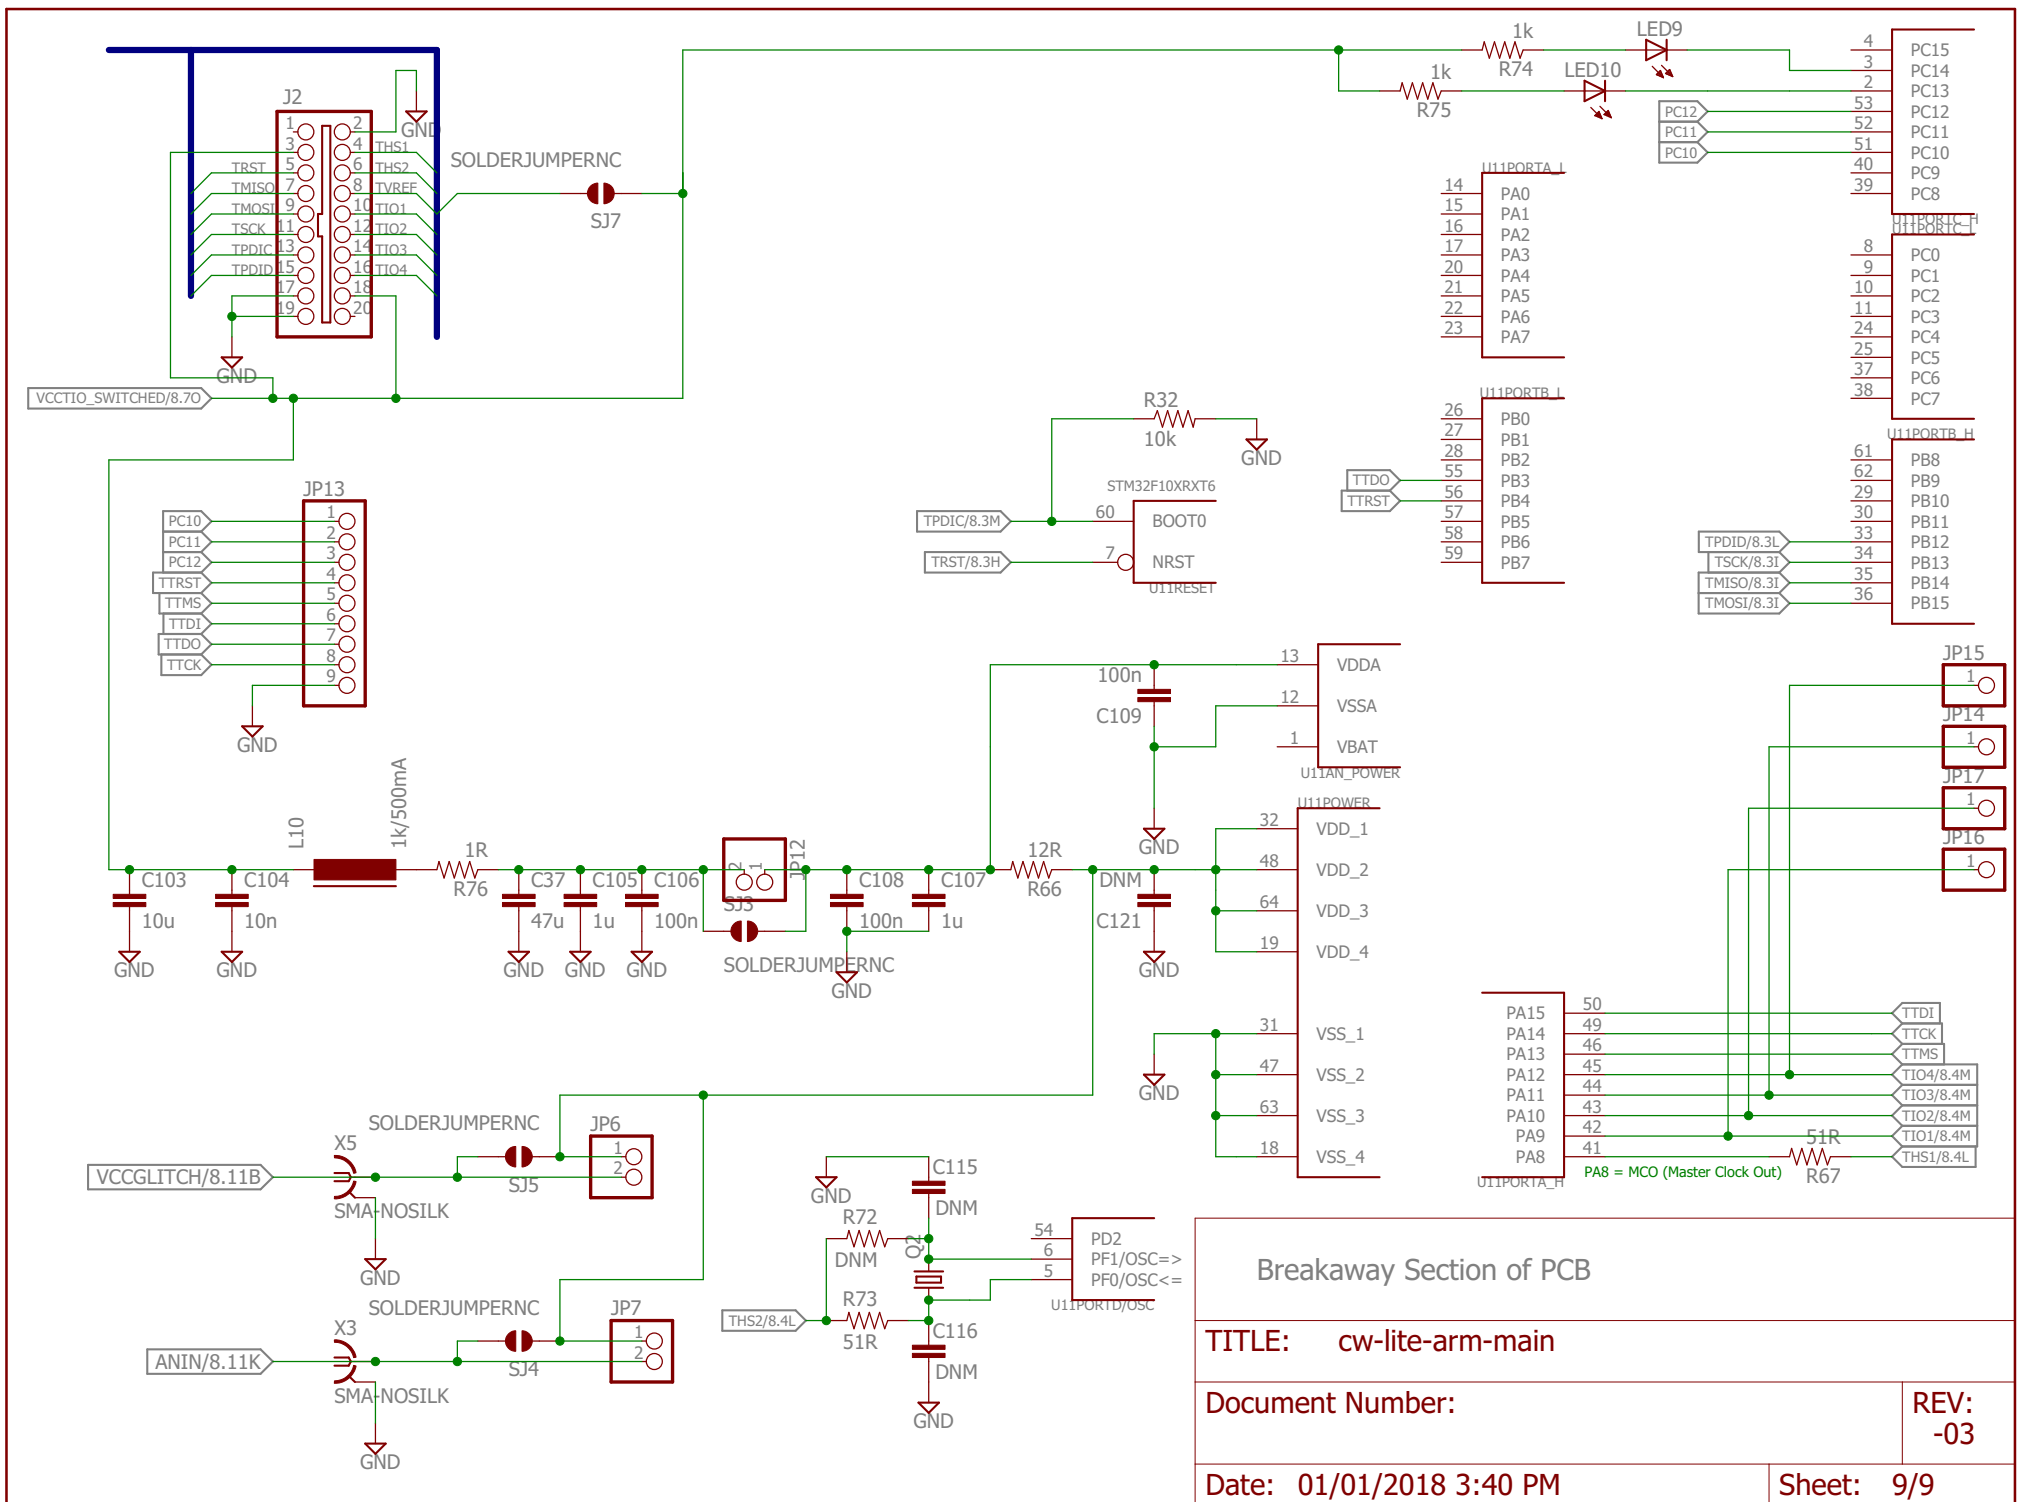 J2
1
2
GND
3
4
THS1
TRST
5
6
THS2
TMISO
7
8
TVREF
TMOSI
9
10
TIO1
TSCK
11
12
TIO2
TPDIC
13
14
TIO3
TPDID
15
16
TIO4
17
18
19
20
GND
SOLDERJUMPERNC
SJ7
VCCTIO_SWITCHED/8.7O
1k
R74
LED9
1k
R75
LED10
4 PC15
3 PC14
2 PC13
PC12 53 PC12
PC11 52 PC11
PC10 51 PC10
40 PC9
39 PC8
U11PORTC_H
U11PORTC_L
8 PC0
9 PC1
10 PC2
11 PC3
24 PC4
25 PC5
37 PC6
38 PC7
U11PORTA_L
14 PA0
15 PA1
16 PA2
17 PA3
20 PA4
21 PA5
22 PA6
23 PA7
U11PORTB_L
26 PB0
27 PB1
28 PB2
TTDO 55 PB3
TTRST 56 PB4
57 PB5
58 PB6
59 PB7
U11PORTB_H
61 PB8
62 PB9
29 PB10
30 PB11
TPDID/8.3L 33 PB12
TSCK/8.3I 34 PB13
TMISO/8.3I 35 PB14
TMOSI/8.3I 36 PB15
R32
10k
GND
STM32F10XRXT6
TPDIC/8.3M 60 BOOT0
TRST/8.3H 7 NRST
U11RESET
JP13
PC10 1
PC11 2
PC12 3
TTRST 4
TTMS 5
TTDI 6
TTDO 7
TTCK 8
9
GND
100n
C109
13 VDDA
12 VSSA
1 VBAT
U11AN_POWER
GND
JP15
1
JP14
1
JP17
1
JP16
1
L10
1k/500mA
1R
R76
C103
10u
GND
C104
10n
GND
C37
47u
GND
C105
1u
GND
C106
100n
GND
2
1
JP12
SJ3
SOLDERJUMPERNC
C108
100n
GND
C107
1u
12R
R66
DNM
C121
GND
U11POWER
32 VDD_1
48 VDD_2
64 VDD_3
19 VDD_4
31 VSS_1
47 VSS_2
63 VSS_3
18 VSS_4
GND
PA15 50 TTDI
PA14 49 TTCK
PA13 46 TTMS
PA12 45 TIO4/8.4M
PA11 44 TIO3/8.4M
PA10 43 TIO2/8.4M
PA9 42 TIO1/8.4M
PA8 41 51R THS1/8.4L
R67
U11PORTA_H
PA8 = MCO (Master Clock Out)
SOLDERJUMPERNC
JP6
X5
VCCGLITCH/8.11B
SJ5
1
2
SMA-NOSILK
GND
SOLDERJUMPERNC
JP7
X3
ANIN/8.11K
SJ4
1
2
SMA-NOSILK
GND
GND
C115
DNM
R72
DNM
Q2
R73
51R
THS2/8.4L
C116
DNM
GND
54 PD2
6 PF1/OSC=>
5 PF0/OSC<=
U11PORTD/OSC
Breakaway Section of PCB
TITLE: cw-lite-arm-main
Document Number:
REV:
-03
Date: 01/01/2018 3:40 PM
Sheet: 9/9